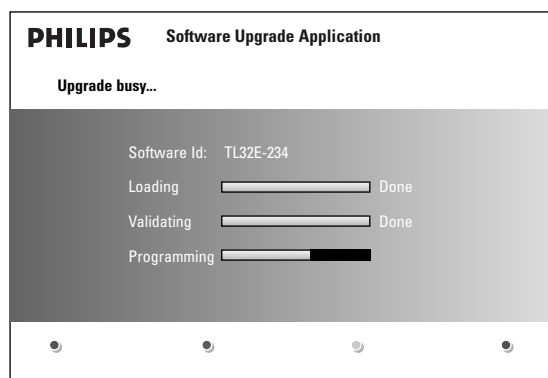 PHILIPS Software Upgrade Application
Upgrade busy...
Software Id: TL32E-234
Loading Done
Validating Done
Programming